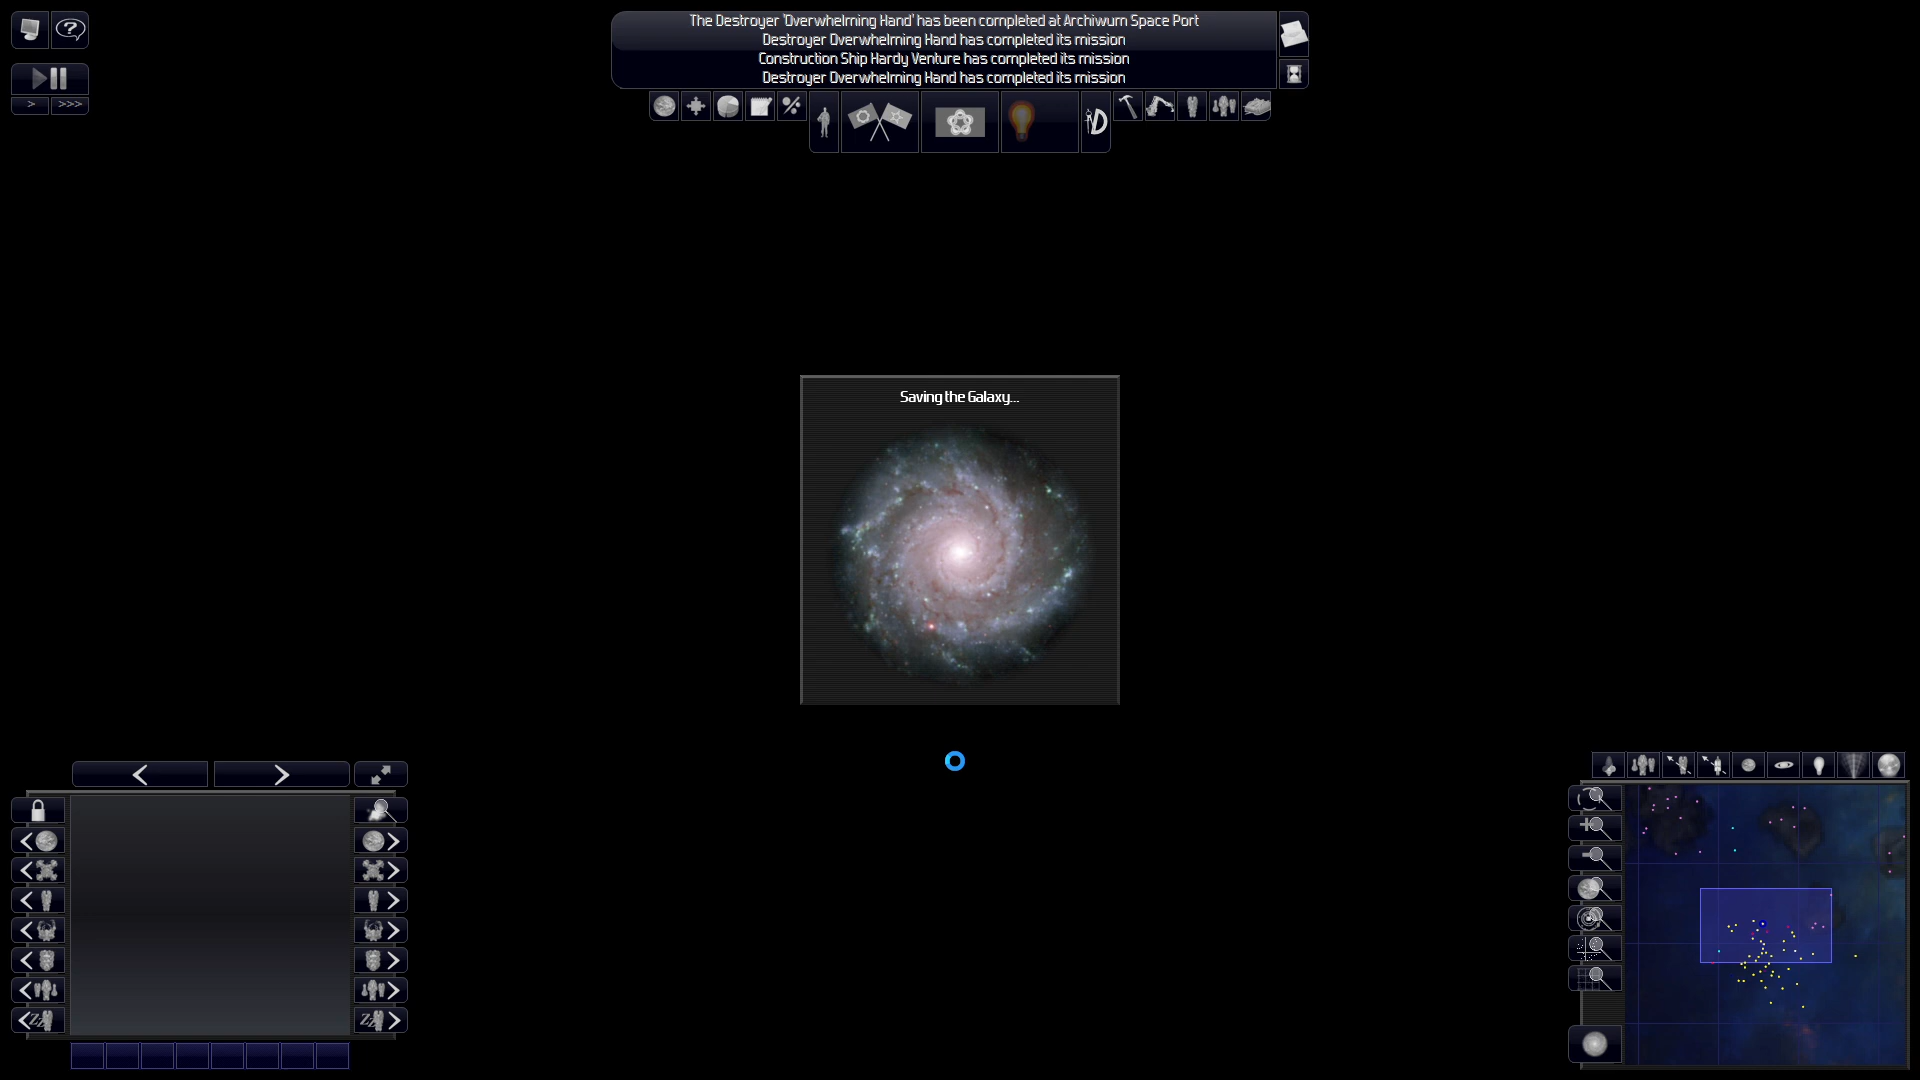 The Destroyer 'Overwhelming Hand' has been completed at Archiwum Space Port
Destroyer Overwhelming Hand has completed its mission
Construction Ship Hardy Venture has completed its mission
Destroyer Overwhelming Hand has completed its mission
Saving the Galaxy...